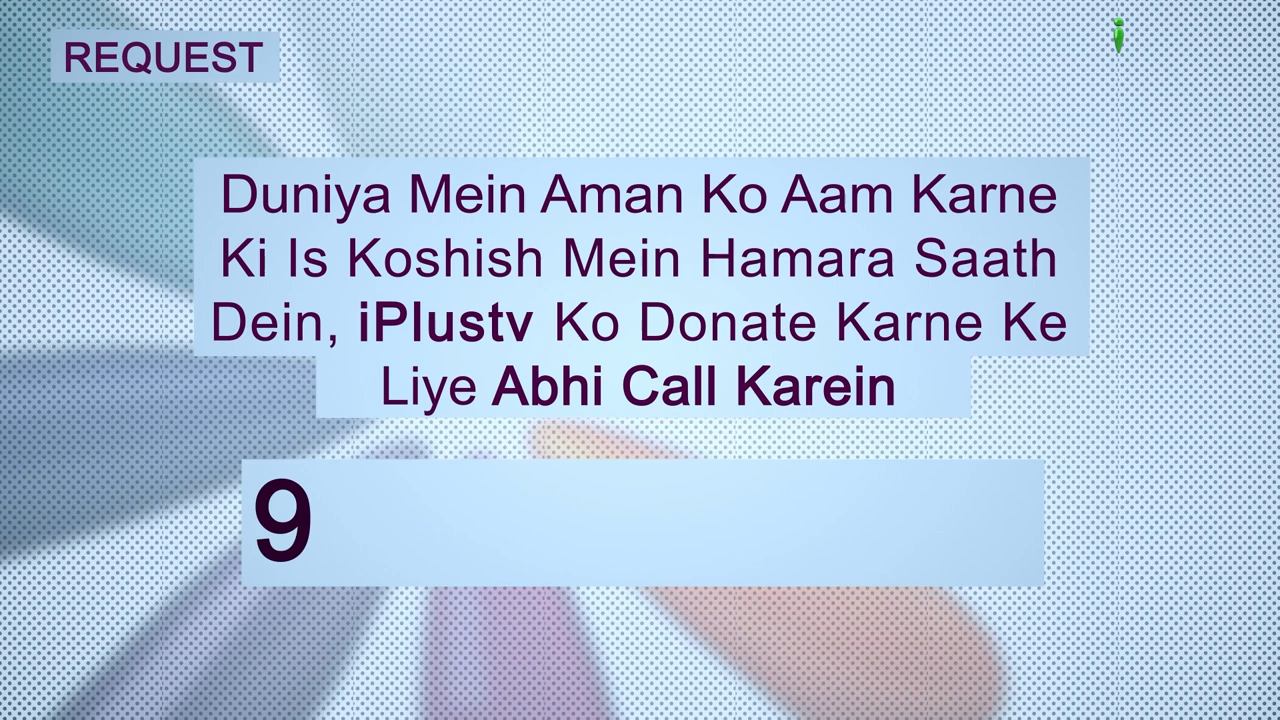 REQUEST
Duniya Mein Aman Ko Aam Karne
Ki Is Koshish Mein Hamara Saath
Dein, iPlustv Ko Donate Karne Ke
Liye Abhi Call Karein
9